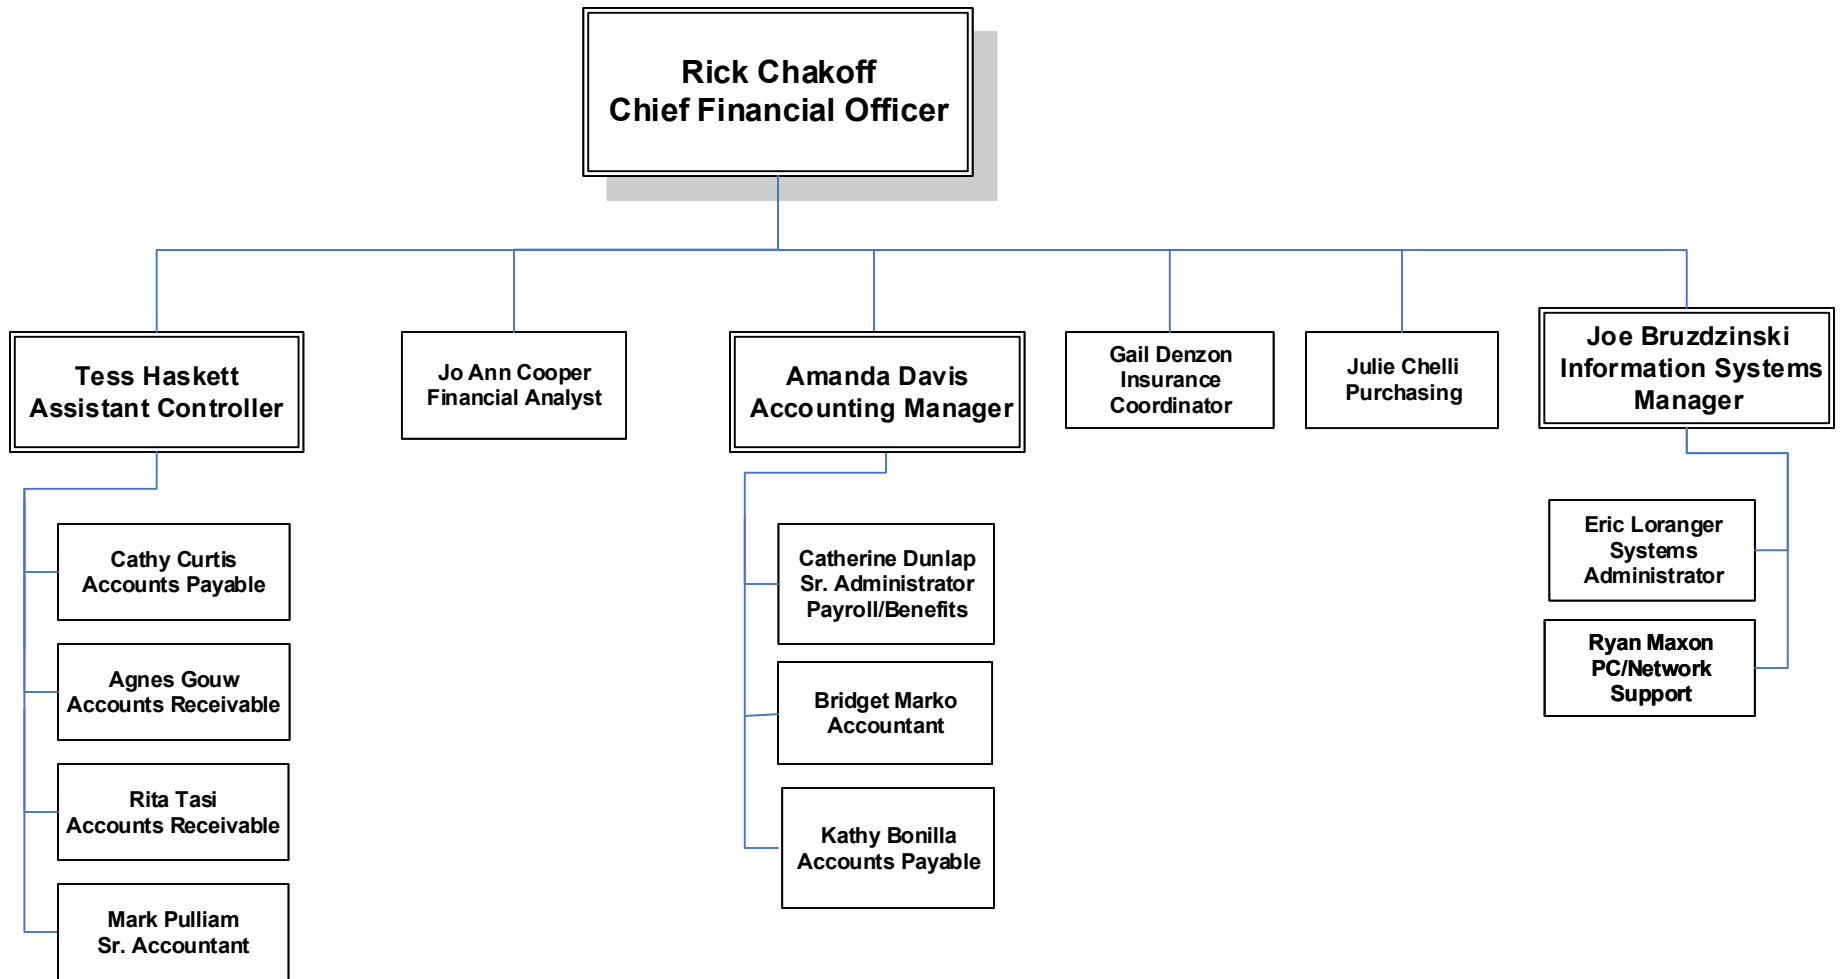 Rick Chakoff
Chief Financial Officer
Tess Haskett
Assistant Controller
Jo Ann Cooper
Financial Analyst
Amanda Davis
Accounting Manager
Gail Denzon
Insurance
Coordinator
Julie Chelli
Purchasing
Joe Bruzdzinski
Information Systems
Manager
Cathy Curtis
Accounts Payable
Agnes Gouw
Accounts Receivable
Rita Tasi
Accounts Receivable
Mark Pulliam
Sr. Accountant
Catherine Dunlap
Sr. Administrator
Payroll/Benefits
Bridget Marko
Accountant
Kathy Bonilla
Accounts Payable
Eric Loranger
Systems
Administrator
Ryan Maxon
PC/Network
Support